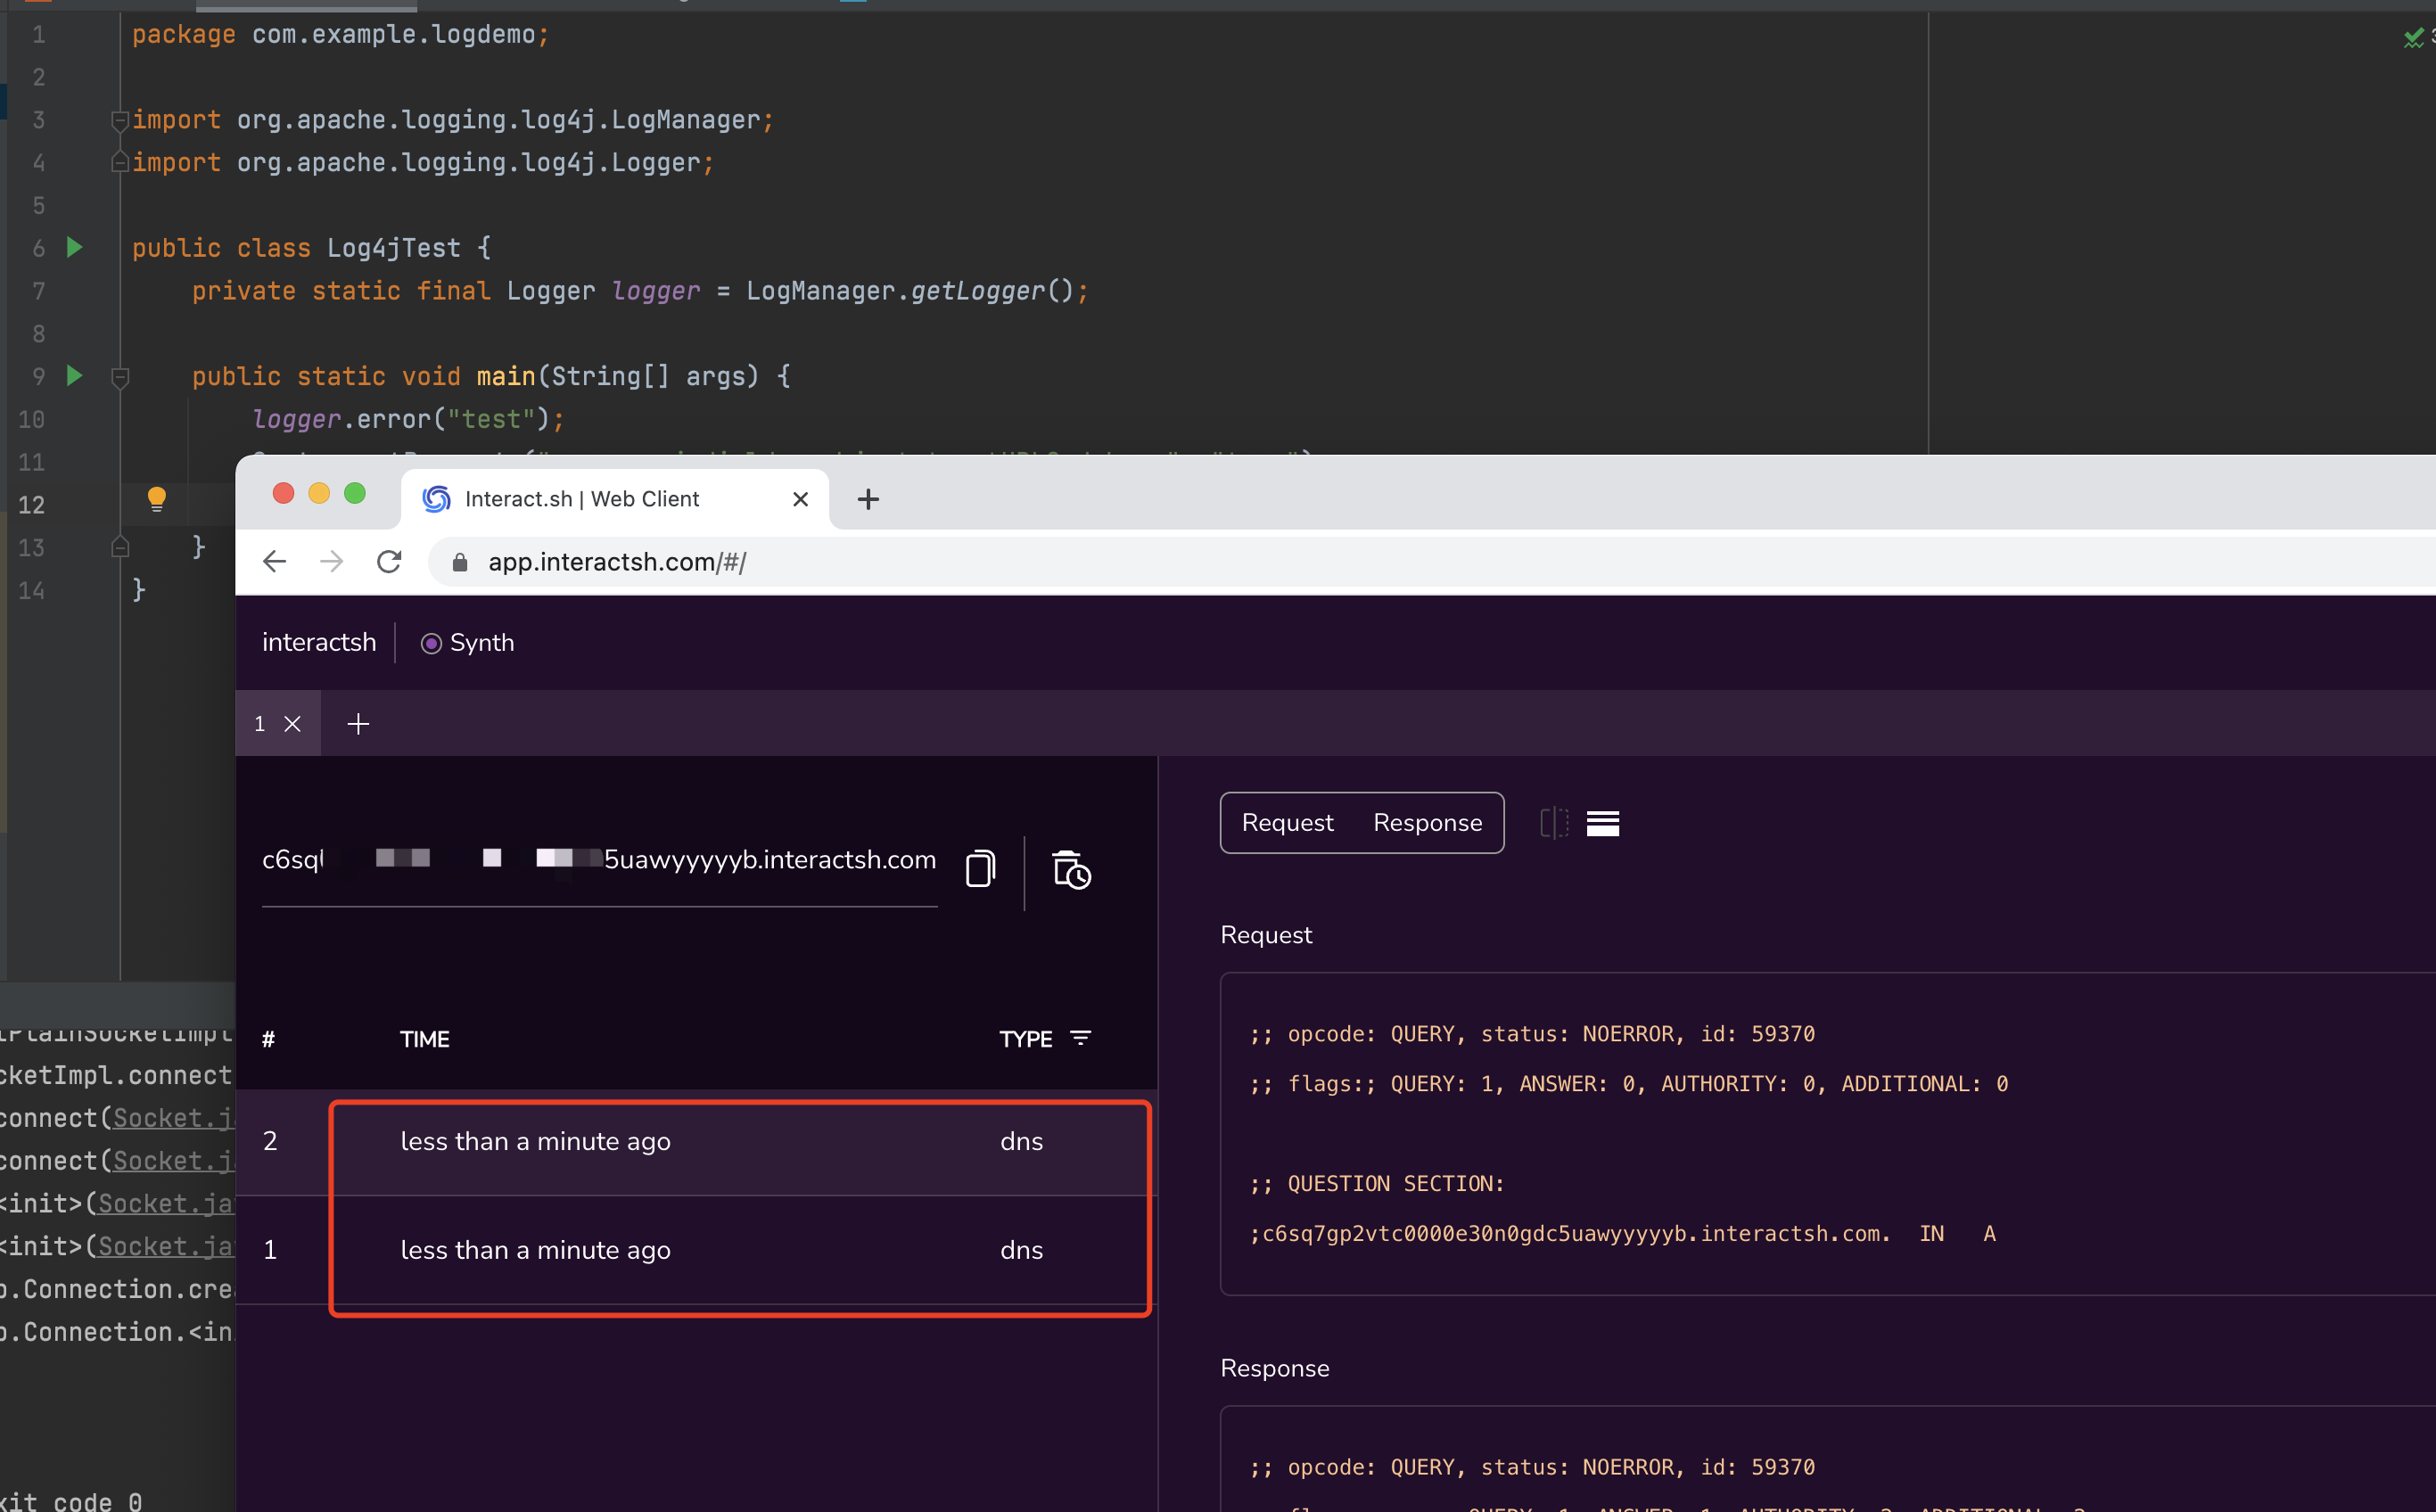 1 package com.example.logdemo;
2
3 import org.apache.logging.log4j.LogManager;
4 import org.apache.logging.log4j.Logger;
5
6 public class Log4jTest {
7 private static final Logger logger = LogManager.getLogger();
8
9 public static void main(String[] args) {
10 logger.error("test");
11
12
13 }
14 }
Interact.sh | Web Client
app.interactsh.com/#/
interactsh Synth
1
c6sq 5uawyyyyyb.interactsh.com
# TIME TYPE
2 less than a minute ago dns
1 less than a minute ago dns
Request Response
Request
;; opcode: QUERY, status: NOERROR, id: 59370
;; flags:; QUERY: 1, ANSWER: 0, AUTHORITY: 0, ADDITIONAL: 0
;; QUESTION SECTION:
;c6sq7gp2vtc0000e30n0gdc5uawyyyyyb.interactsh.com. IN A
Response
;; opcode: QUERY, status: NOERROR, id: 59370
PlainSocketImpl
cketImpl.connect
connect(Socket.j
connect(Socket.j
<init>(Socket.ja
<init>(Socket.ja
p.Connection.cre
p.Connection.<in
xit code 0